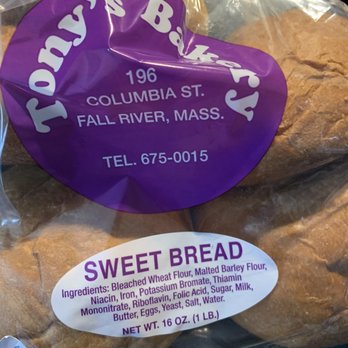 Tony's Bakery
196
COLUMBIA ST.
FALL RIVER, MASS.
TEL. 675-0015
SWEET BREAD
Ingredients: Bleached Wheat Flour, Malted Barley Flour,
Niacin, Iron, Potassium Bromate, Thiamin
Mononitrate, Riboflavin, Folic Acid, Sugar, Milk,
Butter, Eggs, Yeast, Salt, Water.
NET WT. 16 OZ. (1 LB.)